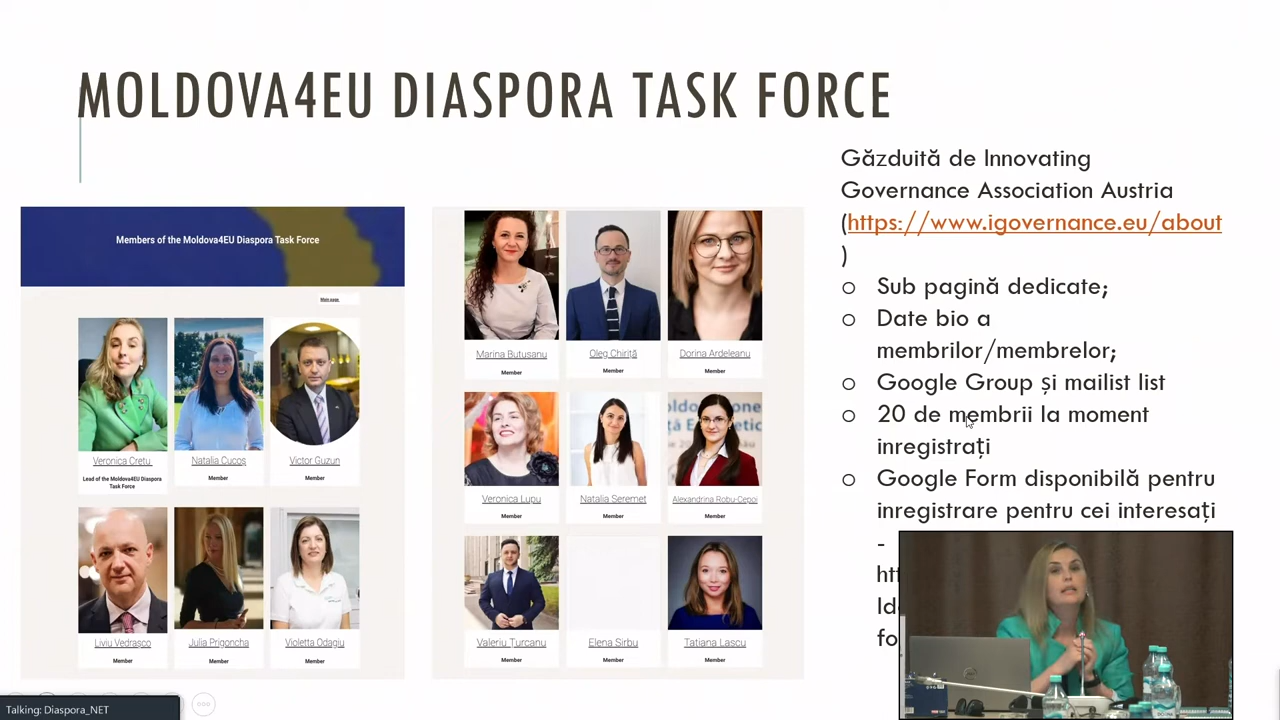 MOLDOVA4EU DIASPORA TASK FORCE
Members of the Moldova4EU Diaspora Task Force
Main page
Veronica Crețu
Lead of the Moldova4EU Diaspora
Task Force
Natalia Cucoș
Member
Victor Guzun
Member
Liviu Vedrașco
Member
Julia Prigoncha
Member
Violetta Odagiu
Member
Marina Butusanu
Member
Oleg Chiriță
Member
Dorina Ardeleanu
Member
Veronica Lupu
Member
Natalia Seremet
Member
Alexandrina Robu-Cepoi
Member
Valeriu Țurcanu
Member
Elena Sirbu
Member
Tatiana Lascu
Member
Găzduită de Innovating
Governance Association Austria
(https://www.igovernance.eu/about
)
o Sub pagină dedicate;
o Date bio a
membrilor/membrelor;
o Google Group și mailist list
o 20 de membrii la moment
inregistrați
o Google Form disponibilă pentru
inregistrare pentru cei interesați
-
Talking: Diaspora_NET